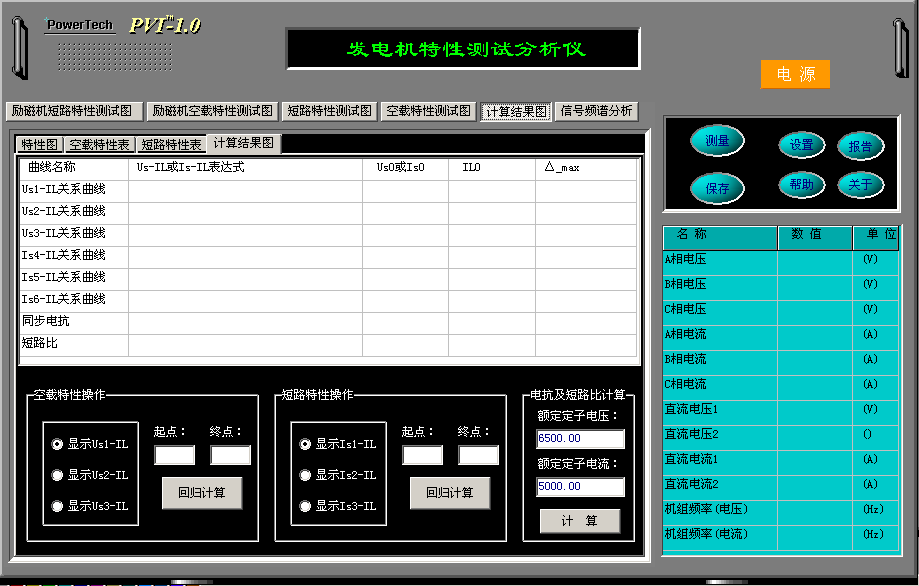 PowerTech PVT™-1.0
发电机特性测试分析仪
电 源
励磁机短路特性测试图 励磁机空载特性测试图 短路特性测试图 空载特性测试图 计算结果图 信号频谱分析
特性图 空载特性表 短路特性表 计算结果图
曲线名称 Us-IL或Is-IL表达式 Us0或Is0 IL0 △_max
Us1-IL关系曲线
Us2-IL关系曲线
Us3-IL关系曲线
Is4-IL关系曲线
Is5-IL关系曲线
Is6-IL关系曲线
同步电抗
短路比
空载特性操作
显示Us1-IL
显示Us2-IL
显示Us3-IL
起点： 终点：
回归计算
短路特性操作
显示Is1-IL
显示Is2-IL
显示Is3-IL
起点： 终点：
回归计算
电抗及短路比计算
额定定子电压：
6500.00
额定定子电流：
5000.00
计 算
测量 设置 报告
保存 帮助 关于
名 称 数 值 单 位
A相电压 (V)
B相电压 (V)
C相电压 (V)
A相电流 (A)
B相电流 (A)
C相电流 (A)
直流电压1 (V)
直流电压2 ()
直流电流1 (A)
直流电流2 (A)
机组频率(电压) (Hz)
机组频率(电流) (Hz)